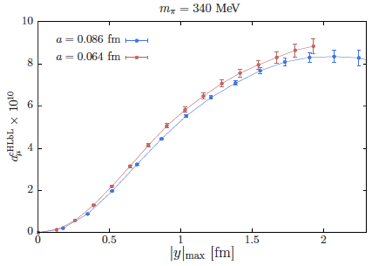 m_π = 340 MeV
10
a = 0.086 fm
a = 0.064 fm
8
6
4
2
0
a_μ^cHLbL × 10^10
0 0.5 1 1.5 2
|y|_max [fm]